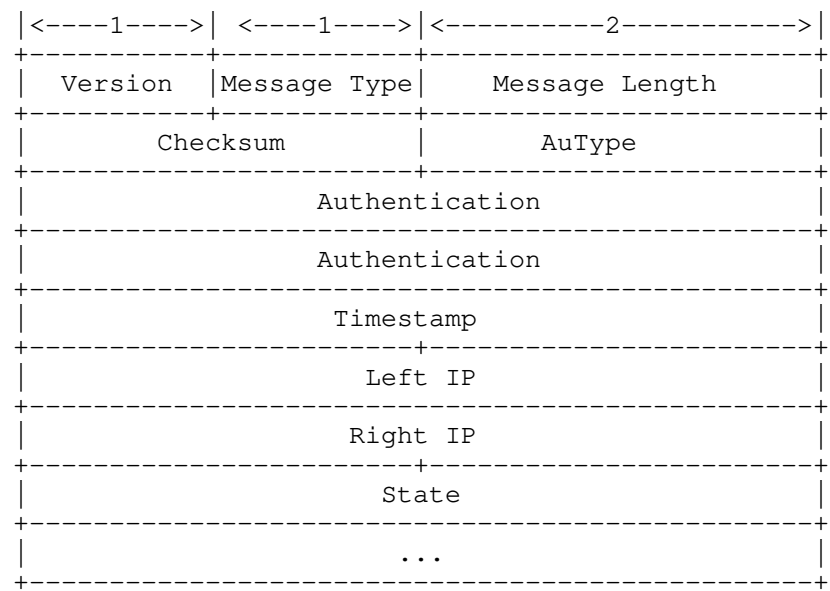 |<----1---->| <----1---->|<----------2----------->|
Version |Message Type| Message Length
Checksum | AuType
Authentication
Authentication
Timestamp
Left IP
Right IP
State
...